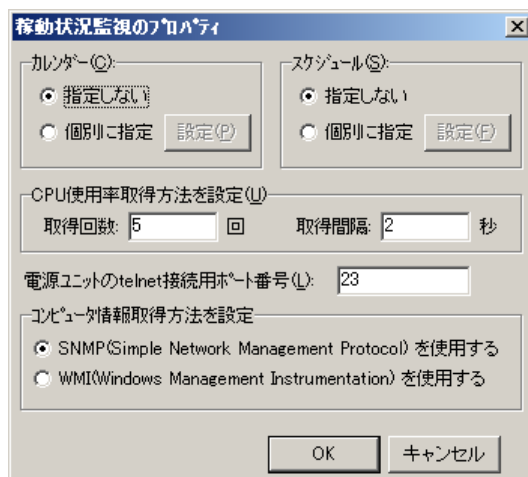 稼動状況監視のプロパティ
カレンダー(C):
指定しない
個別に指定 設定(P)
スケジュール(S):
指定しない
個別に指定 設定(F)
CPU使用率取得方法を設定(U)
取得回数: 5 回 取得間隔: 2 秒
電源ユニットのtelnet接続用ポート番号(L): 23
コンピュータ情報取得方法を設定
SNMP(Simple Network Management Protocol) を使用する
WMI(Windows Management Instrumentation) を使用する
OK キャンセル